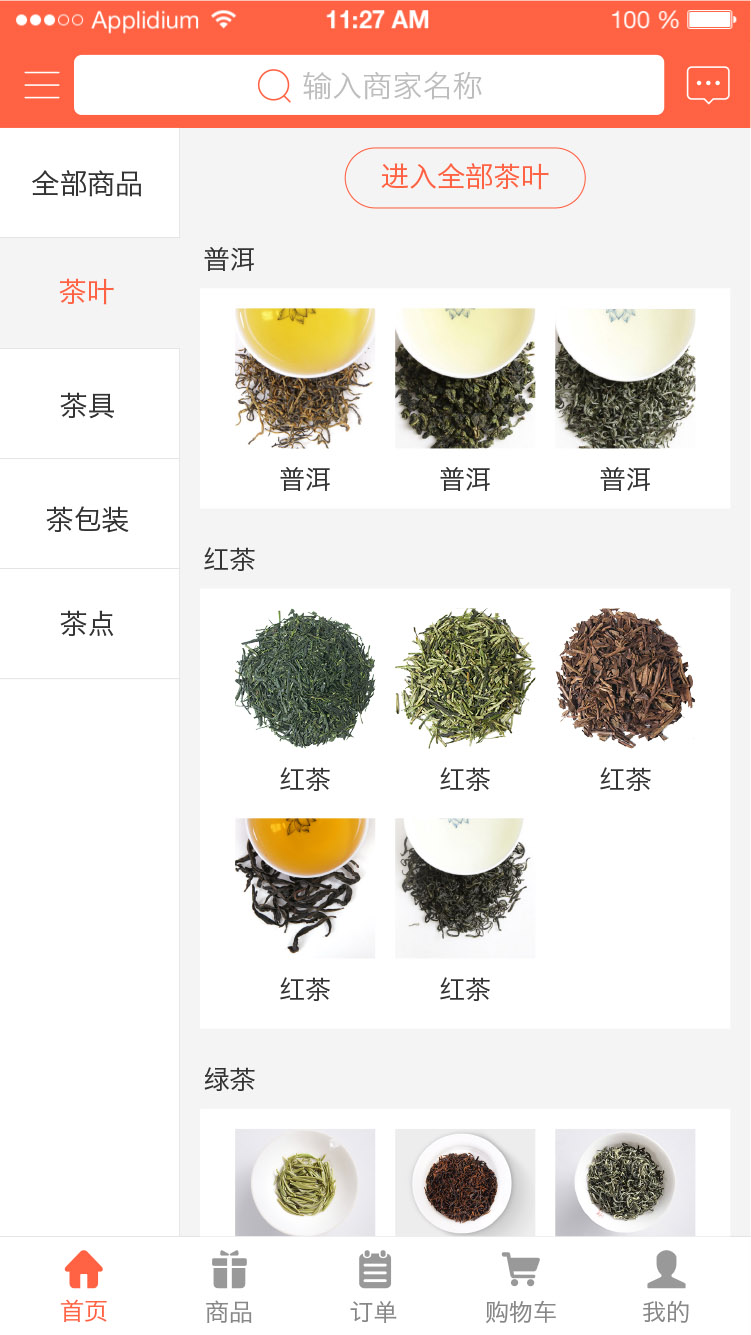 Applidium 11:27 AM 100 %
输入商家名称
全部商品
茶叶
茶具
茶包装
茶点
进入全部茶叶
普洱
普洱 普洱 普洱
红茶
红茶 红茶 红茶
红茶 红茶
绿茶
首页 商品 订单 购物车 我的